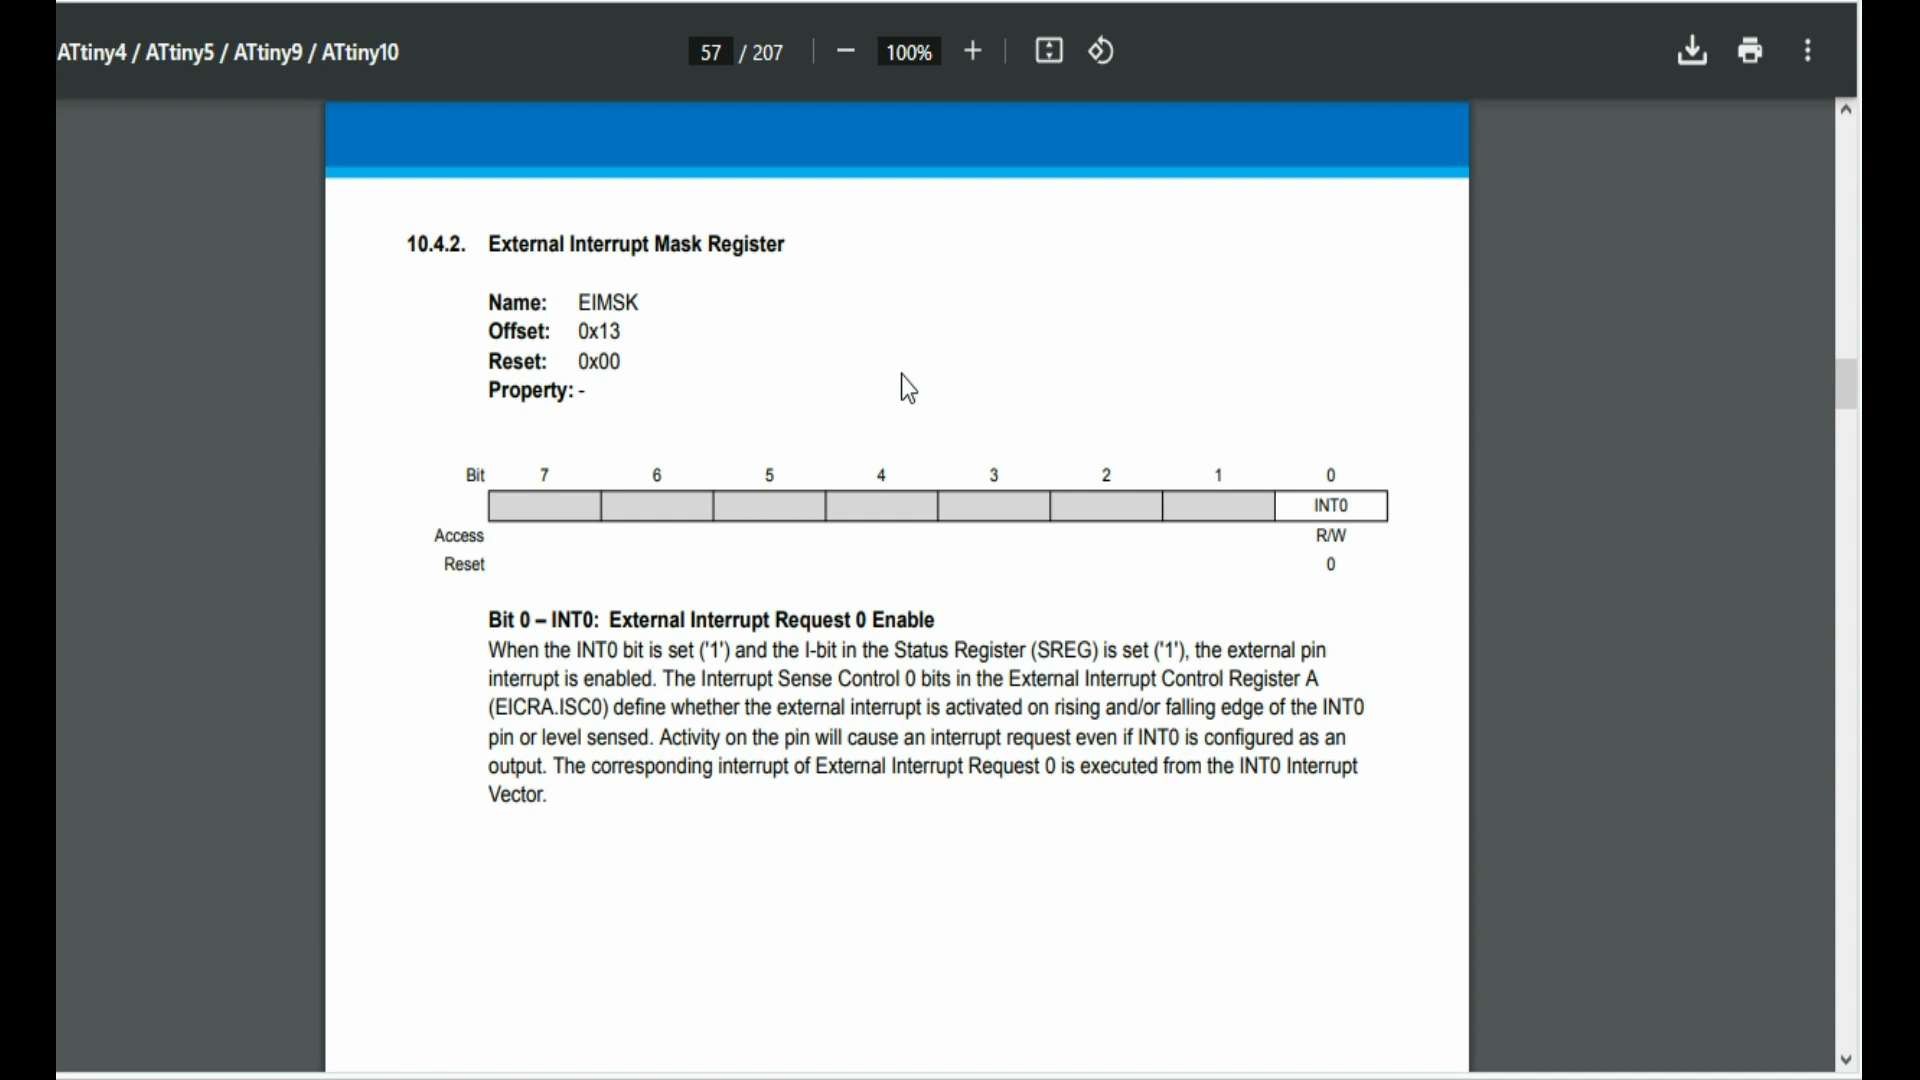 ATtiny4 / ATtiny5 / ATtiny9 / ATtiny10
57 / 207
100%
10.4.2. External Interrupt Mask Register
Name: EIMSK
Offset: 0x13
Reset: 0x00
Property: -
Bit 7 6 5 4 3 2 1 0
INT0
Access R/W
Reset 0
Bit 0 – INT0: External Interrupt Request 0 Enable
When the INT0 bit is set ('1') and the I-bit in the Status Register (SREG) is set ('1'), the external pin
interrupt is enabled. The Interrupt Sense Control 0 bits in the External Interrupt Control Register A
(EICRA.ISC0) define whether the external interrupt is activated on rising and/or falling edge of the INT0
pin or level sensed. Activity on the pin will cause an interrupt request even if INT0 is configured as an
output. The corresponding interrupt of External Interrupt Request 0 is executed from the INT0 Interrupt
Vector.